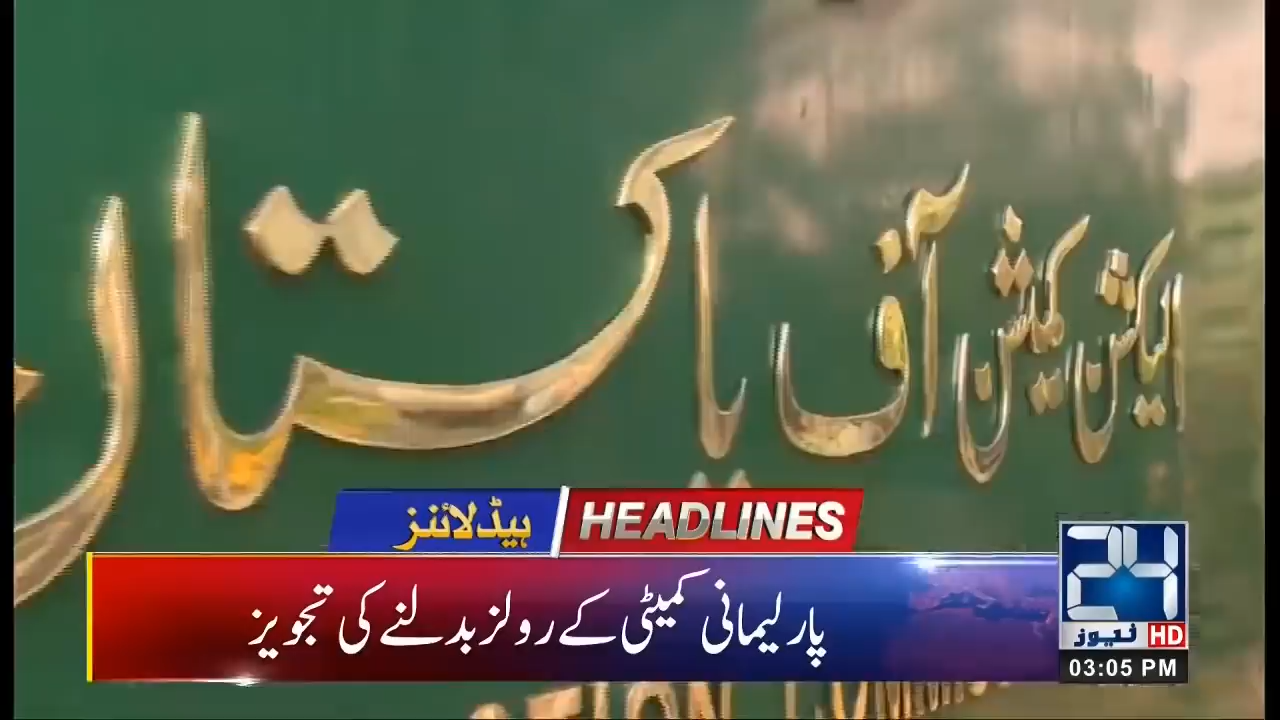 الیکشن کمیشن آف پاکستان
ہیڈلائنز HEADLINES
پارلیمانی کمیٹی کے رولز بدلنے کی تجویز
24
نیوز HD
03:05 PM